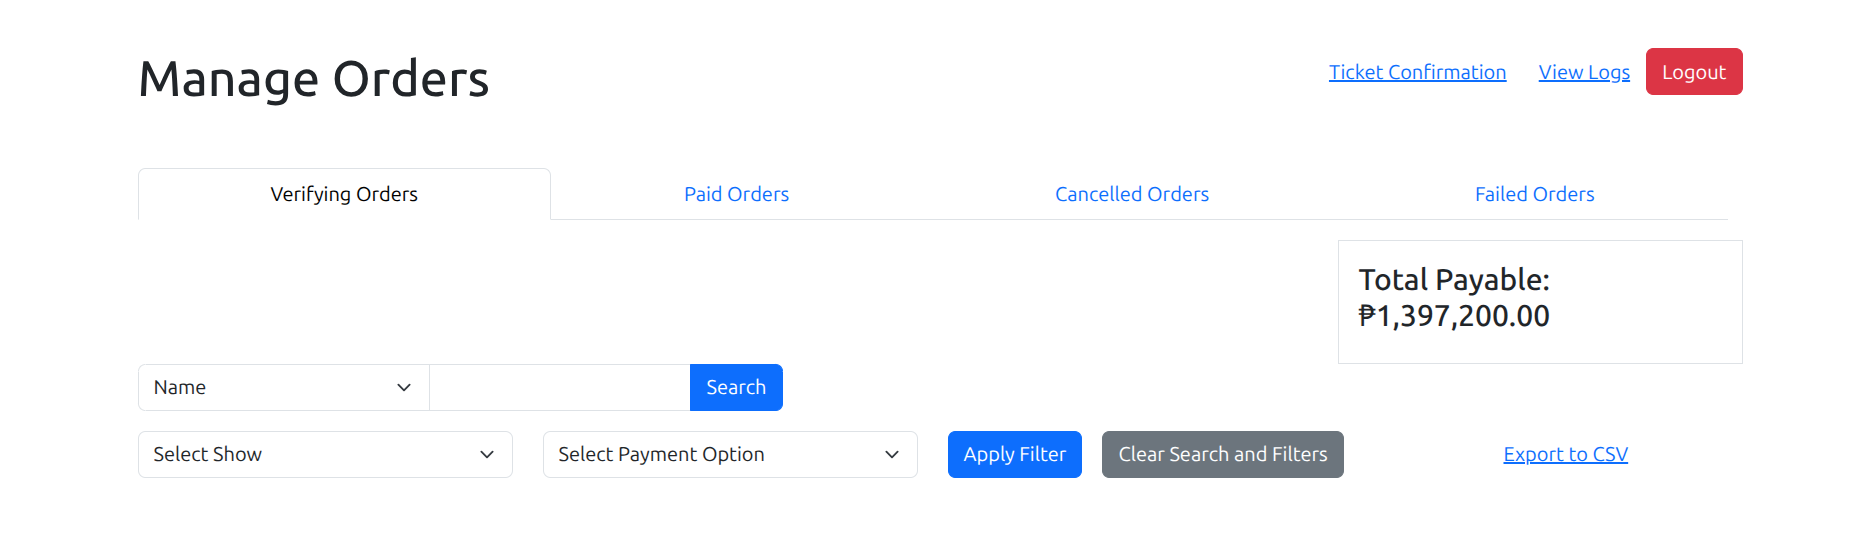 Manage Orders
Ticket Confirmation
View Logs
Logout
Verifying Orders
Paid Orders
Cancelled Orders
Failed Orders
Total Payable:
₱1,397,200.00
Name
Search
Select Show
Select Payment Option
Apply Filter
Clear Search and Filters
Export to CSV